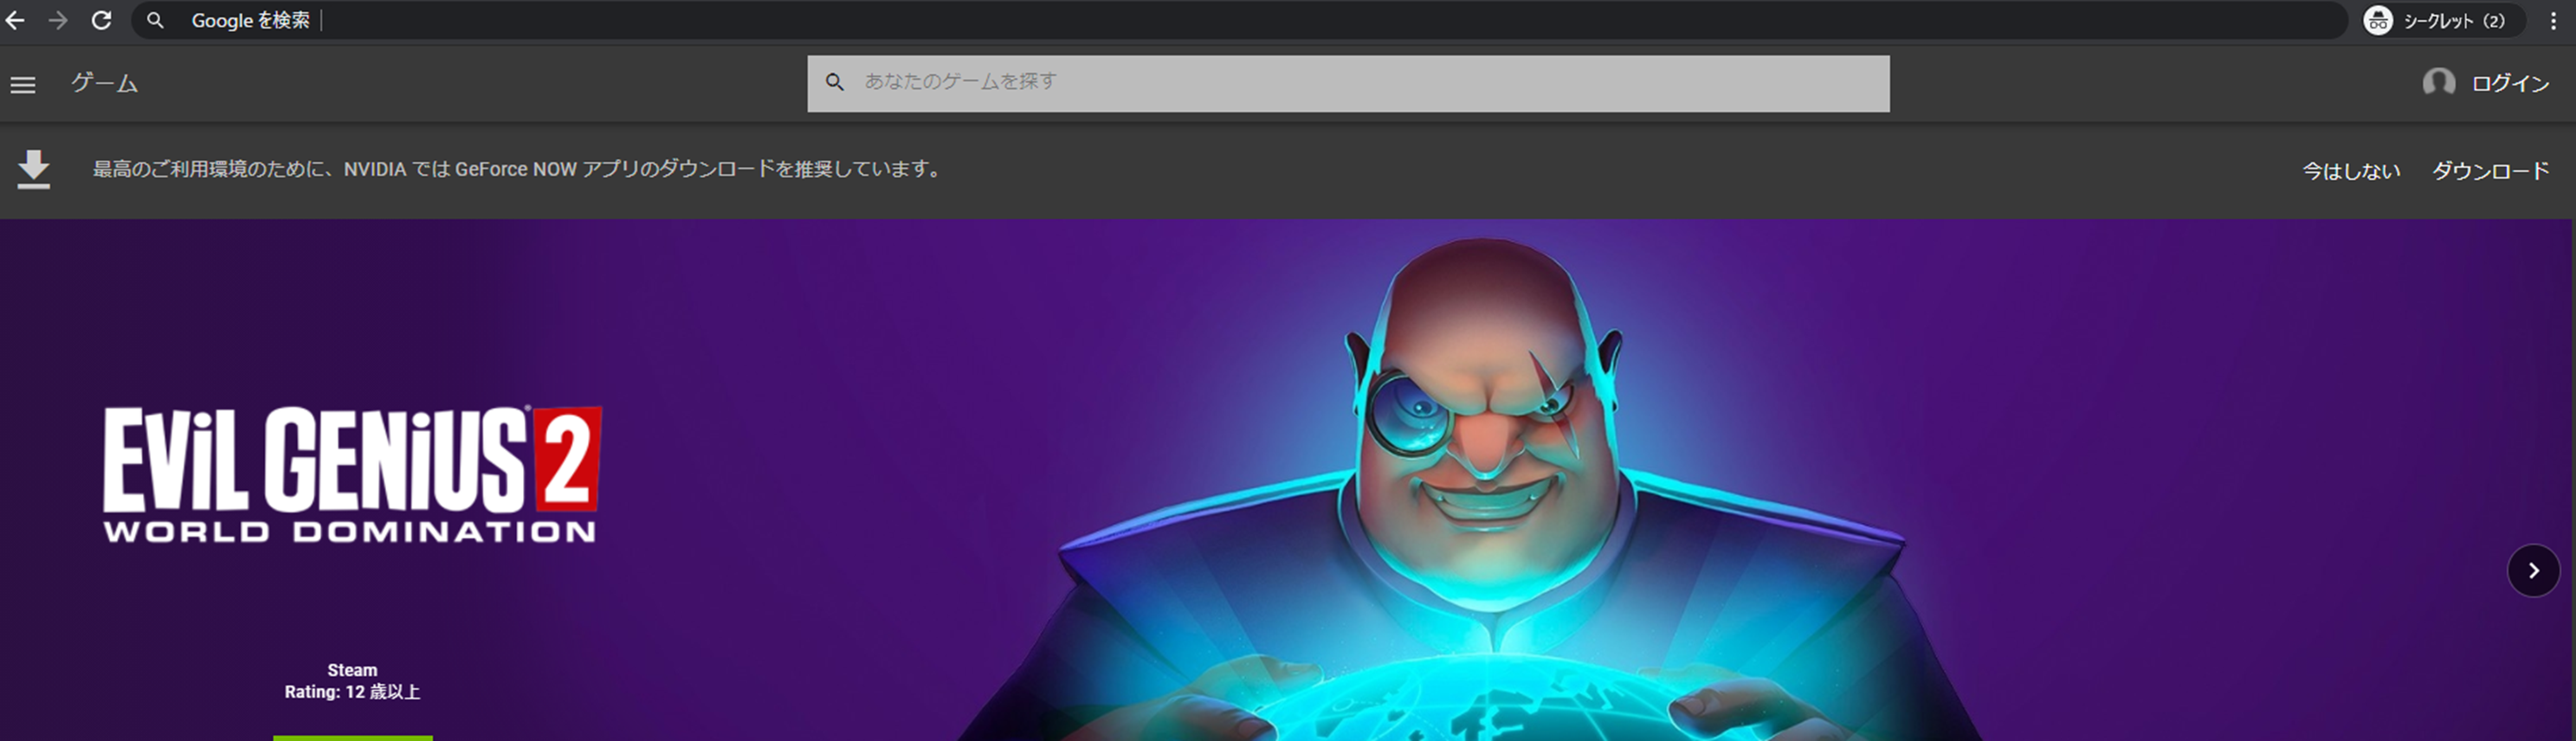 Google を検索
シークレット（2）
ゲーム
あなたのゲームを探す
ログイン
最高のご利用環境のために、NVIDIA では GeForce NOW アプリのダウンロードを推奨しています。
今はしない
ダウンロード
EViL GENiUS 2
WORLD DOMINATION
Steam
Rating: 12 歳以上